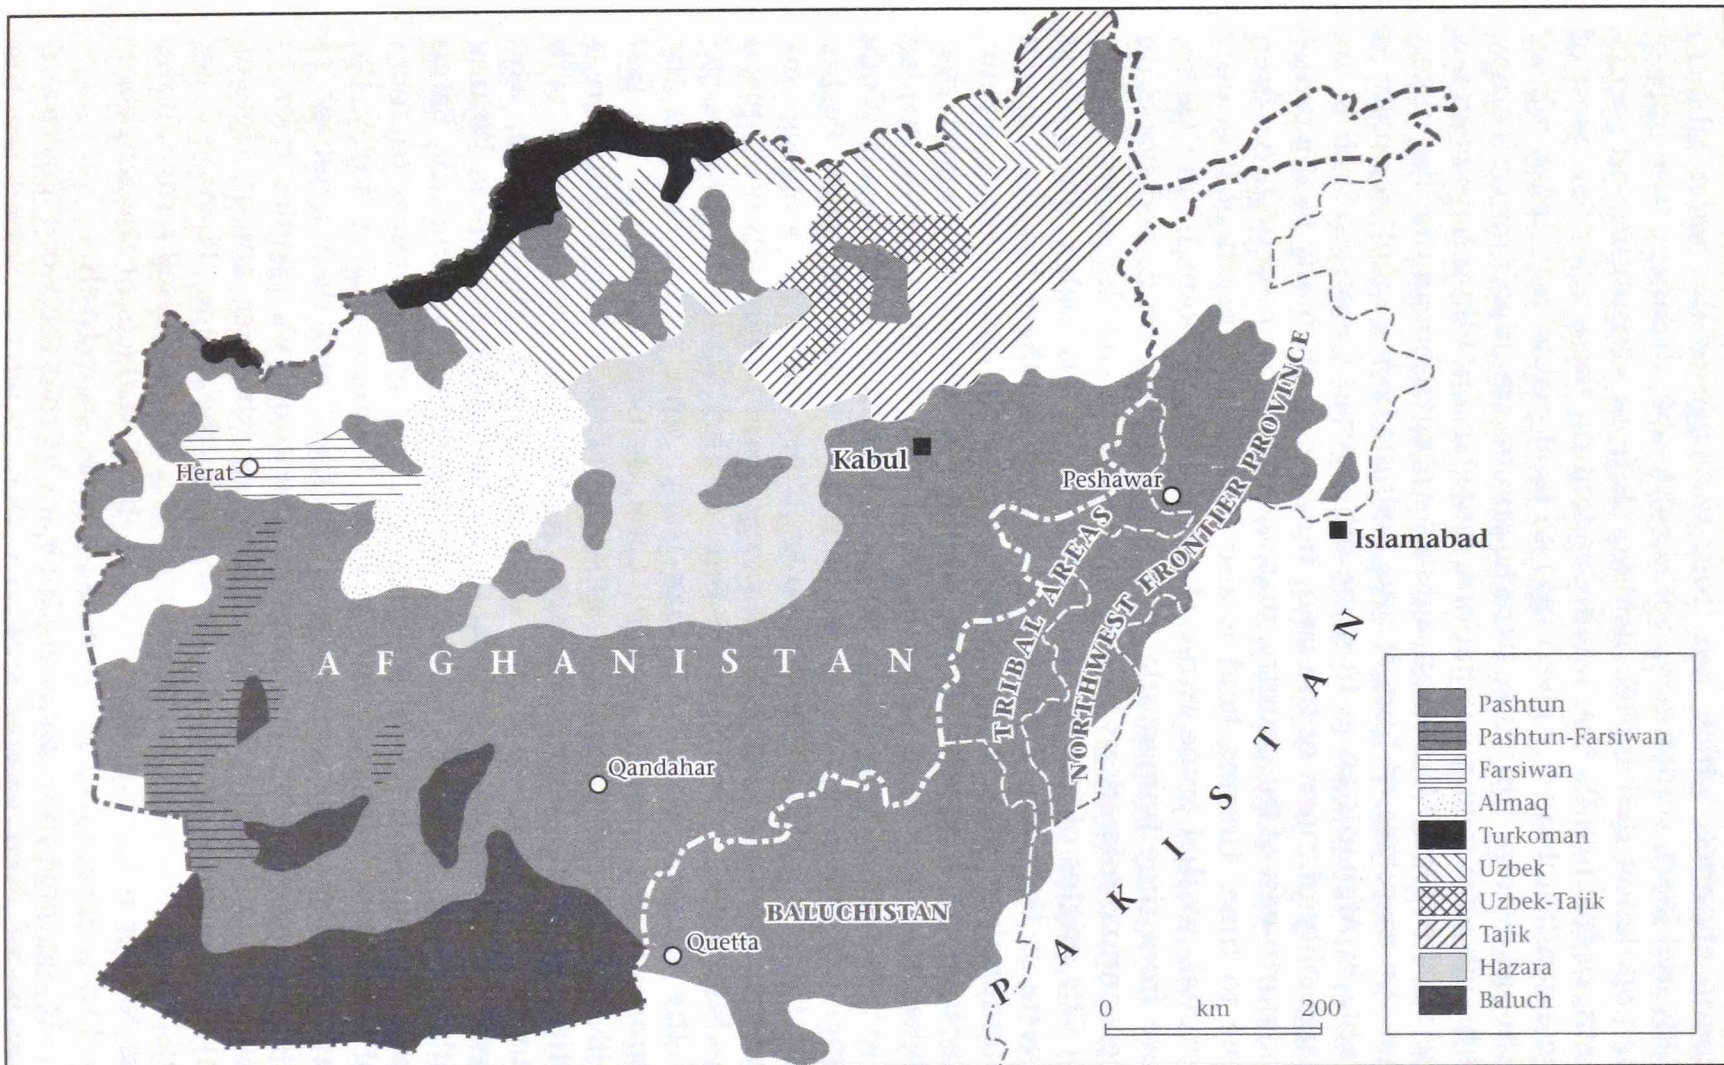 Kabul
Herat
Peshawar
Islamabad
AFGHANISTAN
TRIBAL AREAS
NORTHWEST FRONTIER PROVINCE
PAKISTAN
Qandahar
BALUCHISTAN
Quetta
0 km 200
Pashtun
Pashtun-Farsiwan
Farsiwan
Almaq
Turkoman
Uzbek
Uzbek-Tajik
Tajik
Hazara
Baluch